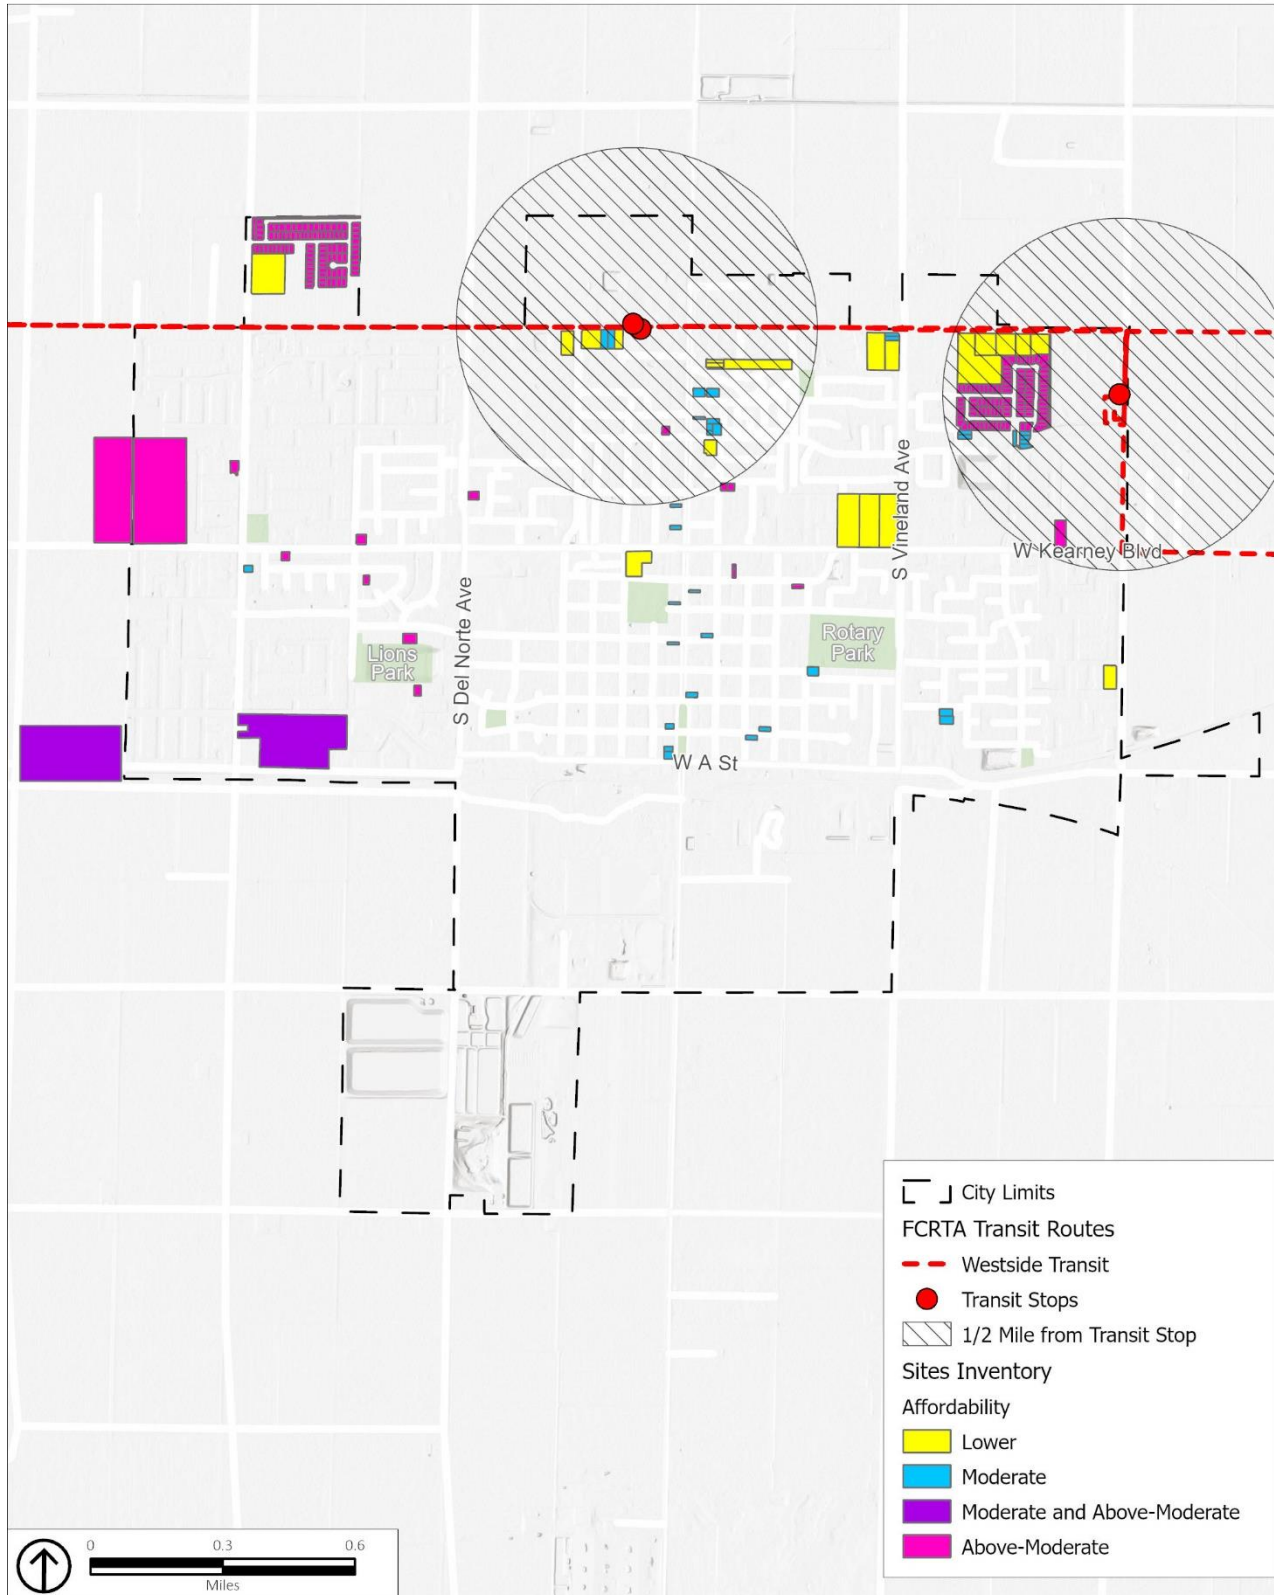 S Vineland Ave
W Kearney Blvd
S Del Norte Ave
Rotary
Park
Lions
Park
W A St
City Limits
FCRTA Transit Routes
Westside Transit
Transit Stops
1/2 Mile from Transit Stop
Sites Inventory
Affordability
Lower
Moderate
Moderate and Above-Moderate
Above-Moderate
0 0.3 0.6
Miles